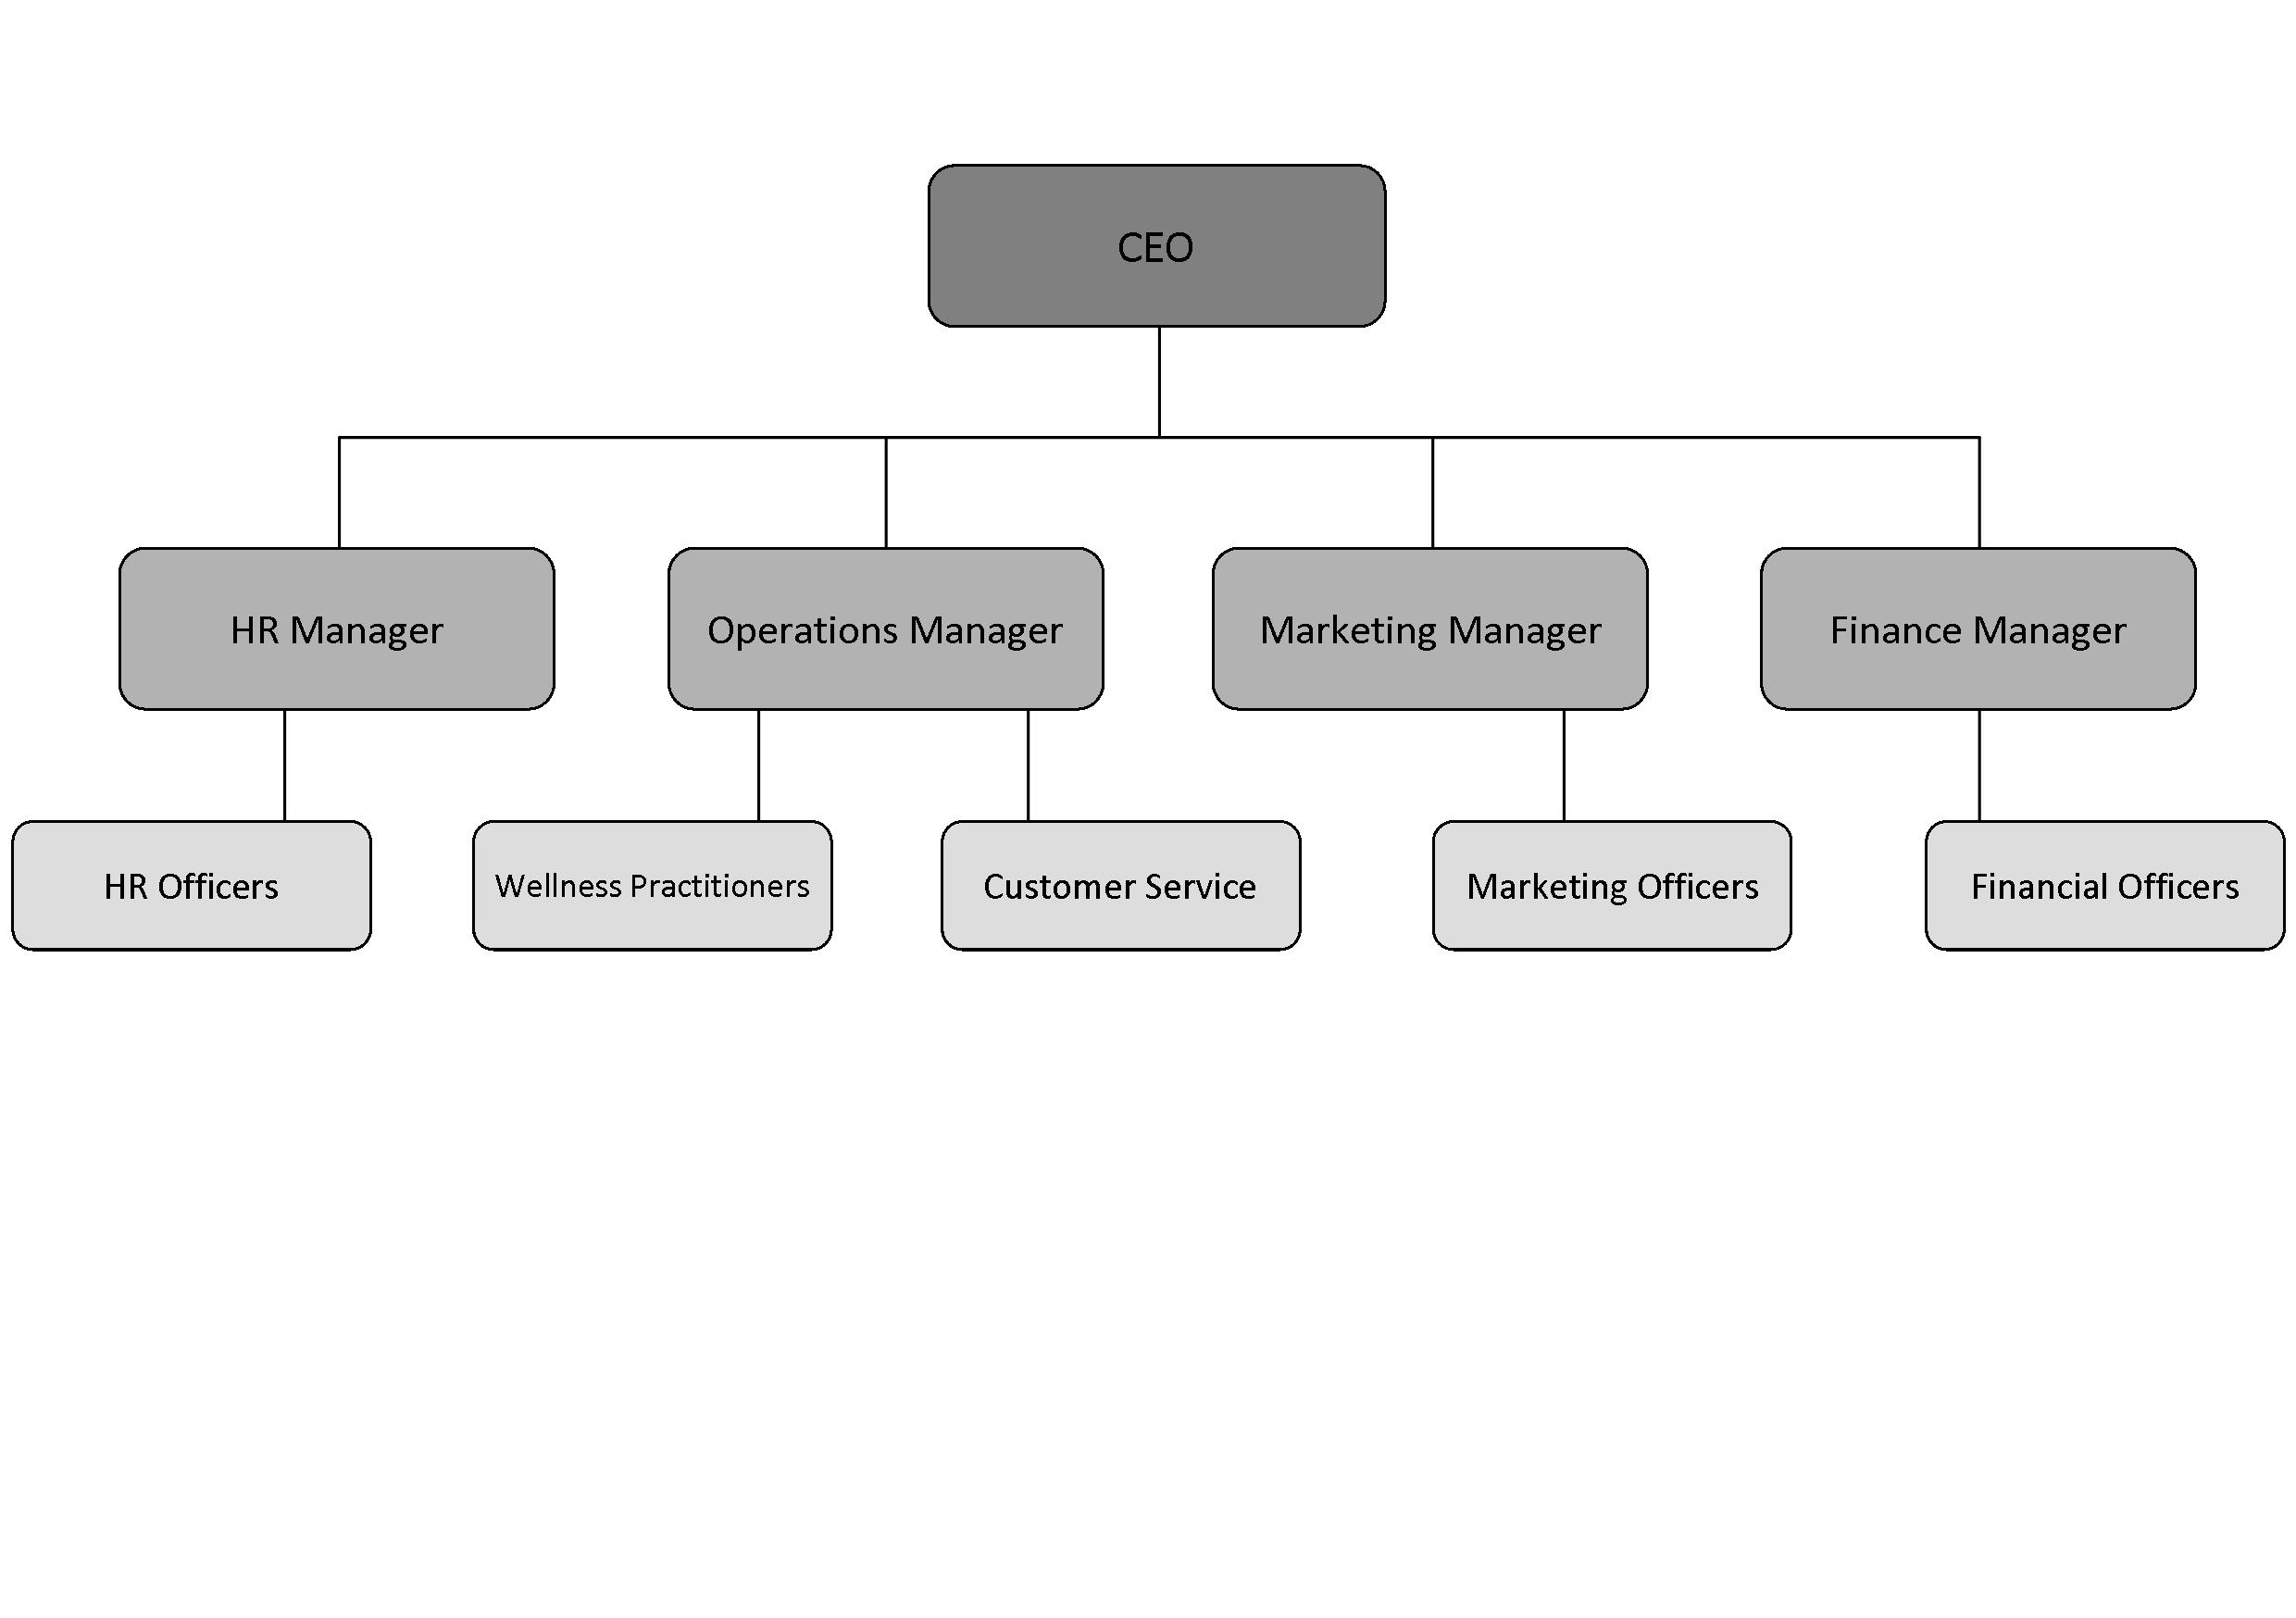 CEO
HR Manager
Operations Manager
Marketing Manager
Finance Manager
HR Officers
Wellness Practitioners
Customer Service
Marketing Officers
Financial Officers